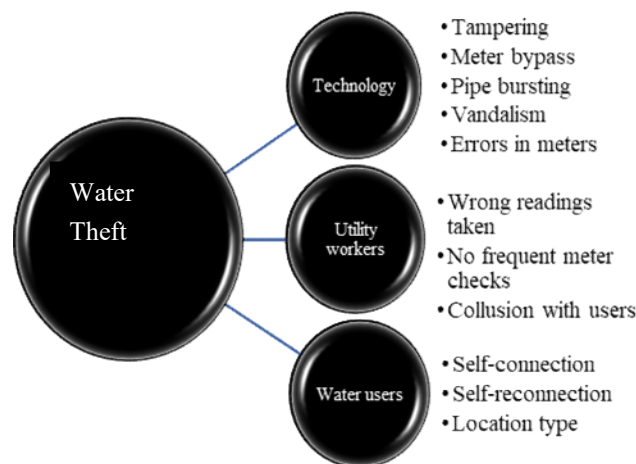 Water
Theft
Technology
• Tampering
• Meter bypass
• Pipe bursting
• Vandalism
• Errors in meters
Utility
workers
• Wrong readings
taken
• No frequent meter
checks
• Collusion with users
Water users
• Self-connection
• Self-reconnection
• Location type